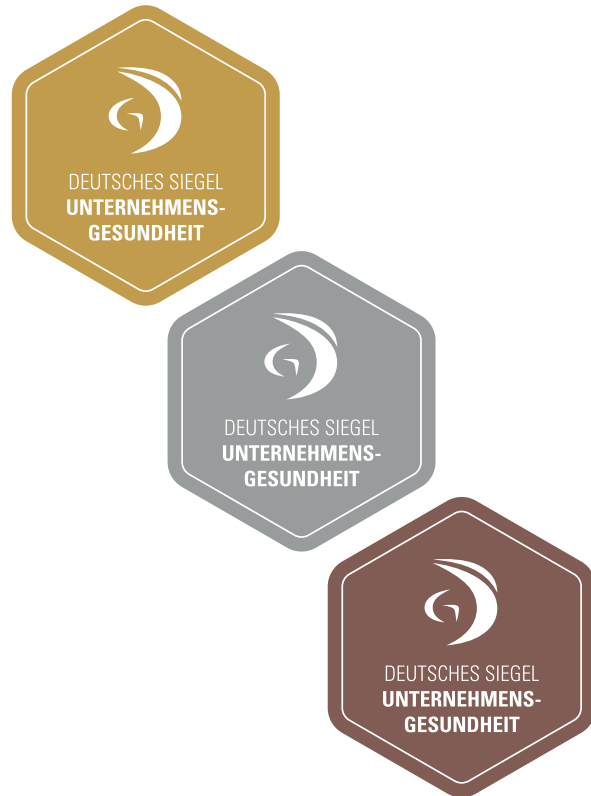 DEUTSCHES SIEGEL
UNTERNEHMENS-
GESUNDHEIT
DEUTSCHES SIEGEL
UNTERNEHMENS-
GESUNDHEIT
DEUTSCHES SIEGEL
UNTERNEHMENS-
GESUNDHEIT